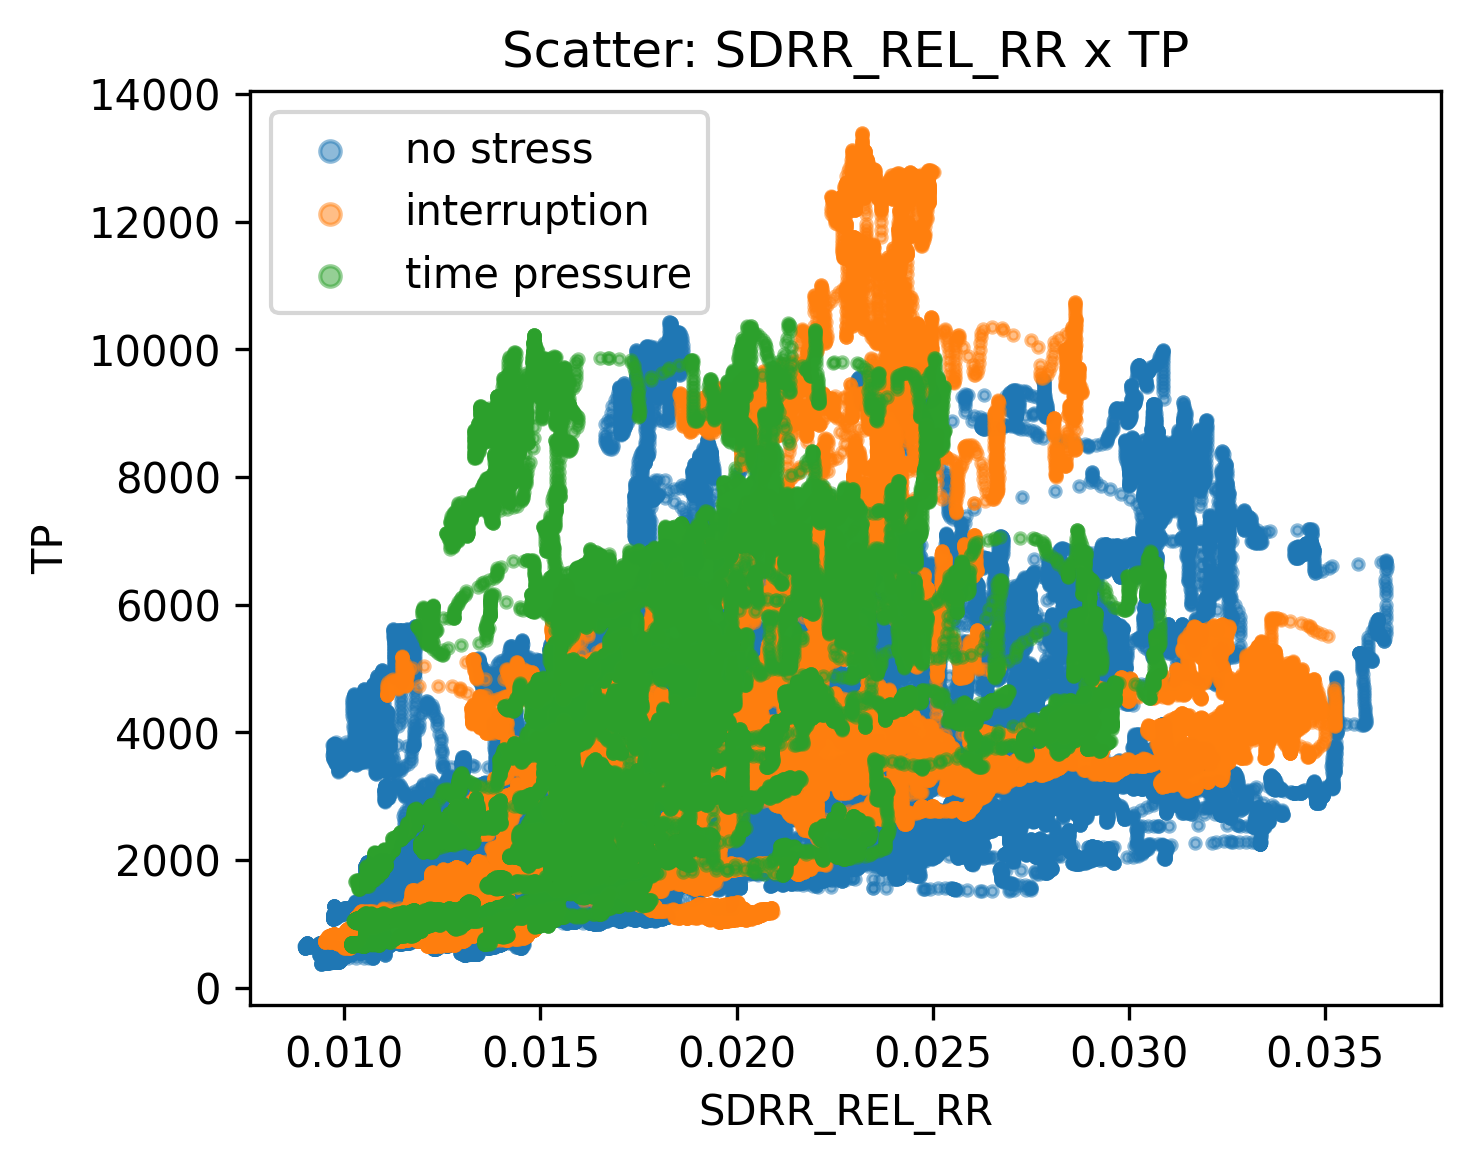 Scatter: SDRR_REL_RR x TP
no stress
interruption
time pressure
TP
14000
12000
10000
8000
6000
4000
2000
0
0.010 0.015 0.020 0.025 0.030 0.035
SDRR_REL_RR